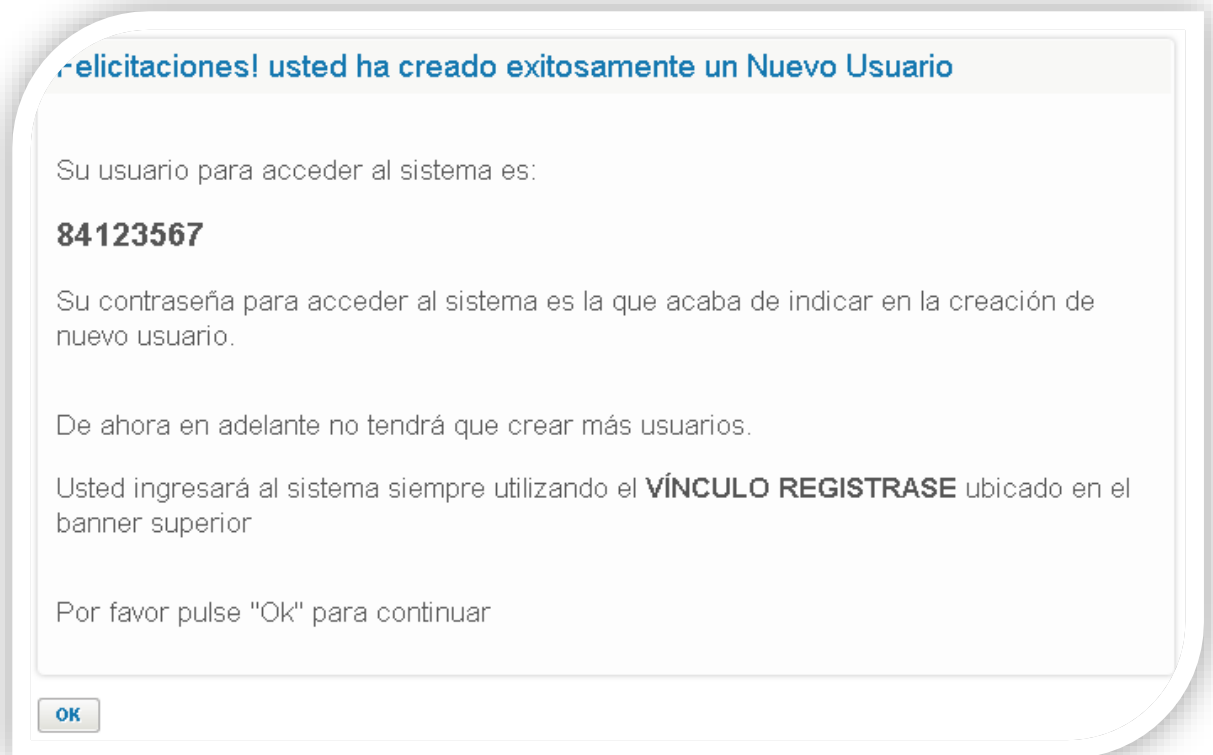 Felicitaciones! usted ha creado exitosamente un Nuevo Usuario
Su usuario para acceder al sistema es:
84123567
Su contraseña para acceder al sistema es la que acaba de indicar en la creación de
nuevo usuario.
De ahora en adelante no tendrá que crear más usuarios.
Usted ingresará al sistema siempre utilizando el VÍNCULO REGISTRASE ubicado en el
banner superior
Por favor pulse "Ok" para continuar
OK